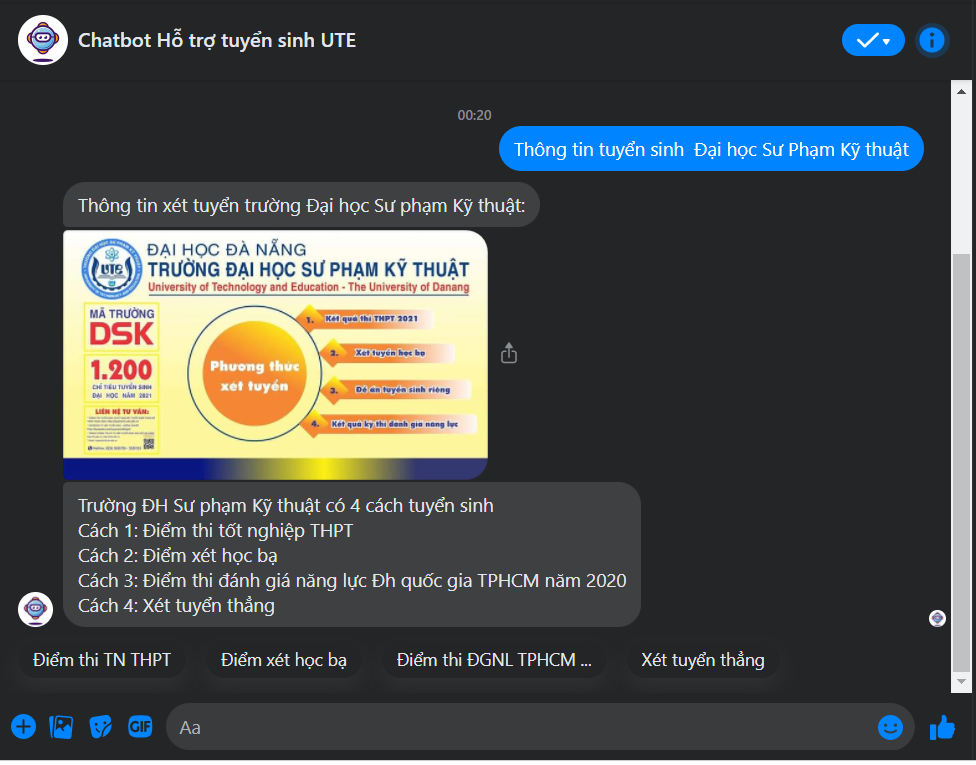 Chatbot Hỗ trợ tuyển sinh UTE
00:20
Thông tin tuyển sinh Đại học Sư Phạm Kỹ thuật
Thông tin xét tuyển trường Đại học Sư phạm Kỹ thuật:
UTE
ĐẠI HỌC ĐÀ NẴNG
TRƯỜNG ĐẠI HỌC SƯ PHẠM KỸ THUẬT
University of Technology and Education - The University of Danang
MÃ TRƯỜNG
DSK
1.200
CHỈ TIÊU TUYỂN SINH
ĐẠI HỌC NĂM 2021
LIÊN HỆ TƯ VẤN:
Phương thức
xét tuyển
1. Kết quả thi THPT 2021
2. Xét tuyển học bạ
3. Đề án tuyển sinh riêng
4. Kết quả kỳ thi đánh giá năng lực
Trường ĐH Sư phạm Kỹ thuật có 4 cách tuyển sinh
Cách 1: Điểm thi tốt nghiệp THPT
Cách 2: Điểm xét học bạ
Cách 3: Điểm thi đánh giá năng lực Đh quốc gia TPHCM năm 2020
Cách 4: Xét tuyển thẳng
Điểm thi TN THPT
Điểm xét học bạ
Điểm thi ĐGNL TPHCM ...
Xét tuyển thẳng
GIF
Aa